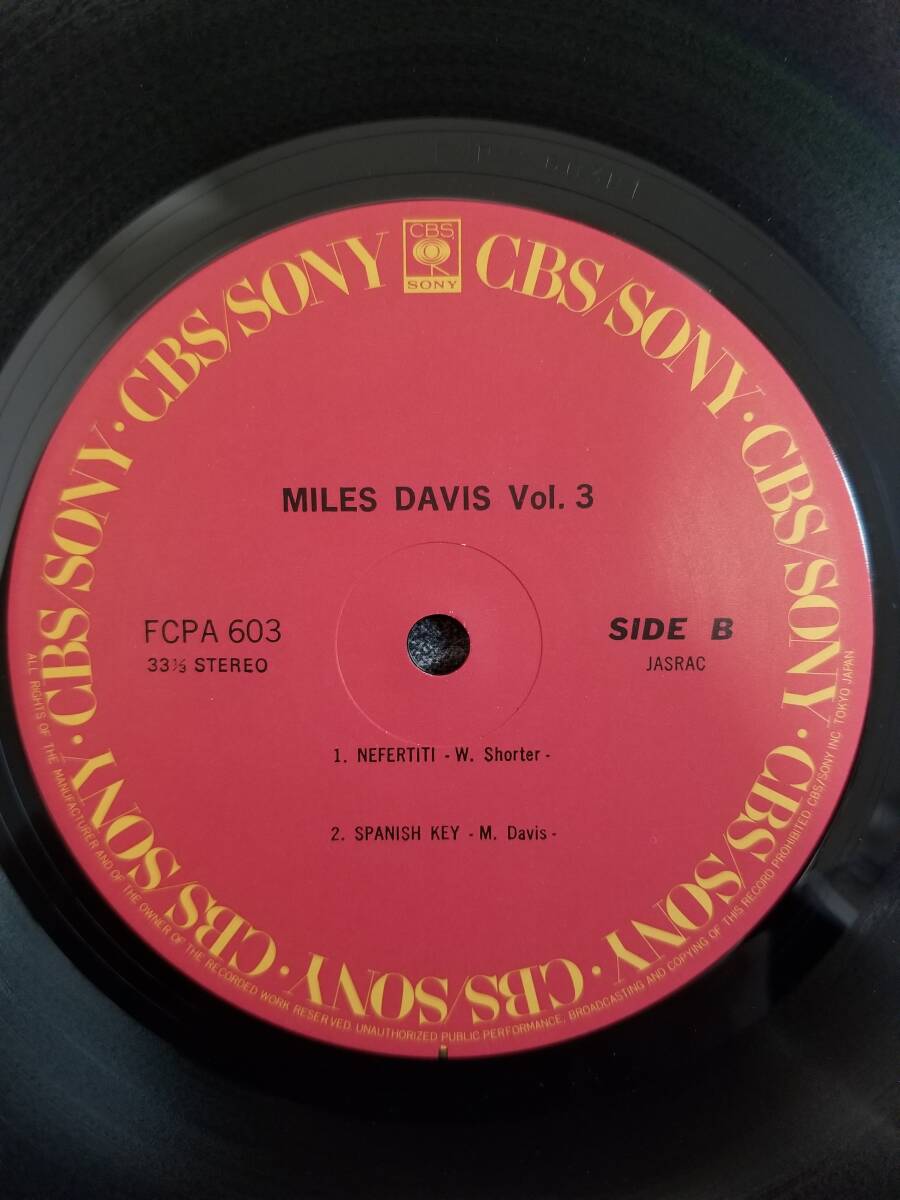 CBS
SONY
CBS/SONY · CBS/SONY · CBS/SONY · CBS/SONY · CBS/SONY · CBS/SONY · CBS/SONY · CBS/SONY
MILES DAVIS Vol. 3
FCPA 603
33⅓ STEREO
SIDE B
JASRAC
1. NEFERTITI - W. Shorter -
2. SPANISH KEY - M. Davis -
ALL RIGHTS OF THE MANUFACTURER AND OF THE OWNER OF THE RECORDED WORK RESERVED. UNAUTHORIZED PUBLIC PERFORMANCE, BROADCASTING AND COPYING OF THIS RECORD PROHIBITED CBS/SONY INC. TOKYO JAPAN